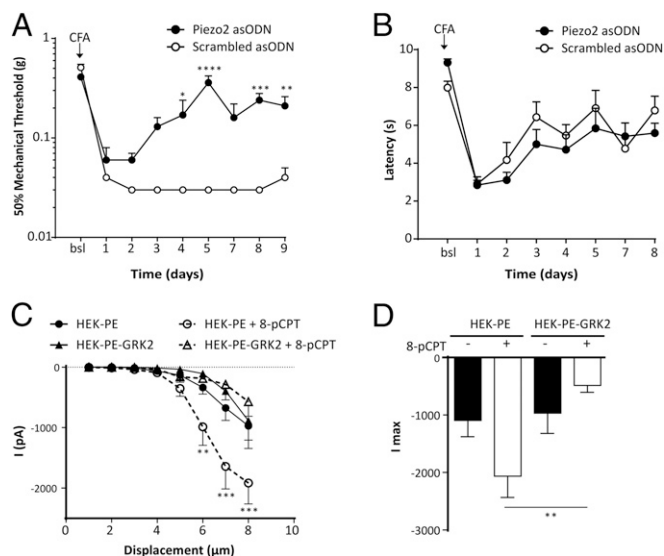 A
CFA
Piezo2 asODN
Scrambled asODN
50% Mechanical Threshold (g)
1
0.1
0.01
*
****
***
**
bsl 1 2 3 4 5 7 8 9
Time (days)
B
CFA
Piezo2 asODN
Scrambled asODN
Latency (s)
10
8
6
4
2
0
bsl 1 2 3 4 5 7 8
Time (days)
C
HEK-PE
HEK-PE + 8-pCPT
HEK-PE-GRK2
HEK-PE-GRK2 + 8-pCPT
I (pA)
0
-1000
-2000
**
***
***
0 2 4 6 8 10
Displacement (μm)
D
HEK-PE HEK-PE-GRK2
8-pCPT - + - +
I max
0
-1000
-2000
-3000
**